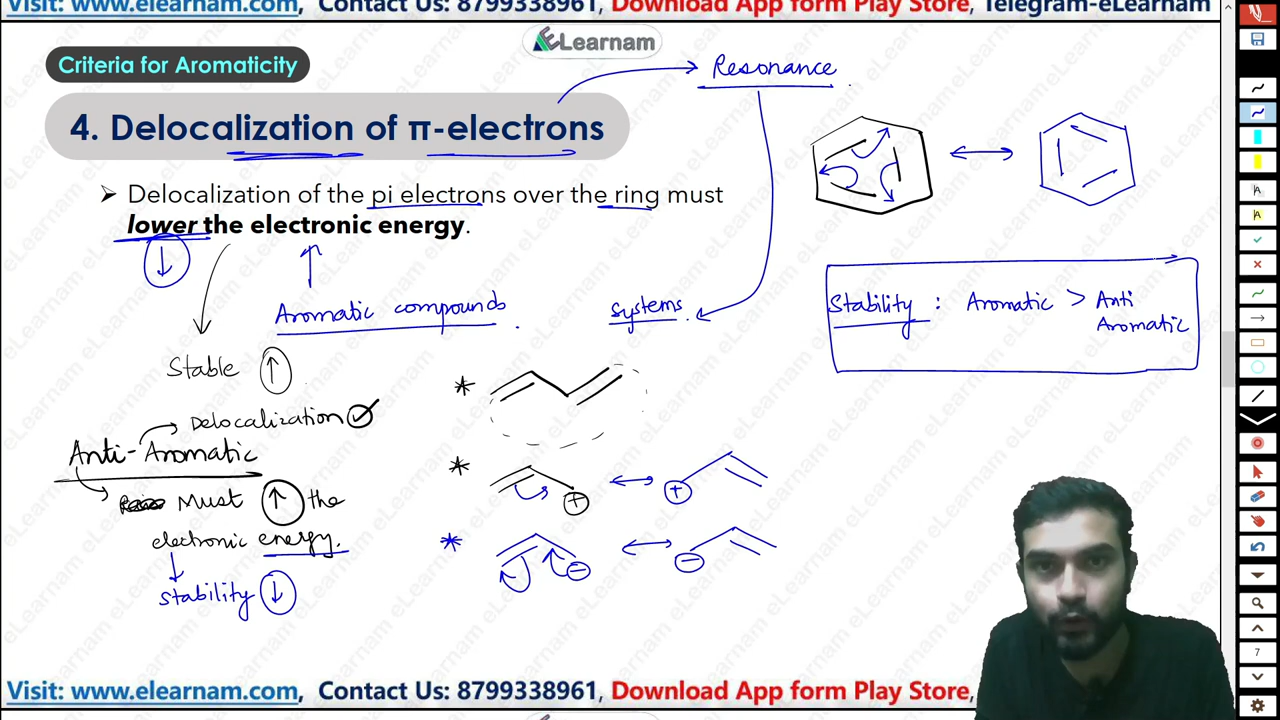 Visit: www.elearnam.com, Contact Us: 8799338961, Download App form Play Store, Telegram-eLearnam
ELearnam
Criteria for Aromaticity
Resonance
4. Delocalization of π-electrons
➢ Delocalization of the pi electrons over the ring must
lower the electronic energy.
↓
Aromatic compounds.
systems.
Stability : Aromatic > Anti
Aromatic
Stable ↑
Delocalization ✓
Anti-Aromatic
Must ↑ the
electronic energy.
stability ↓
*
*
+
+
*
−
−
7
Visit: www.elearnam.com, Contact Us: 8799338961, Download App form Play Store,